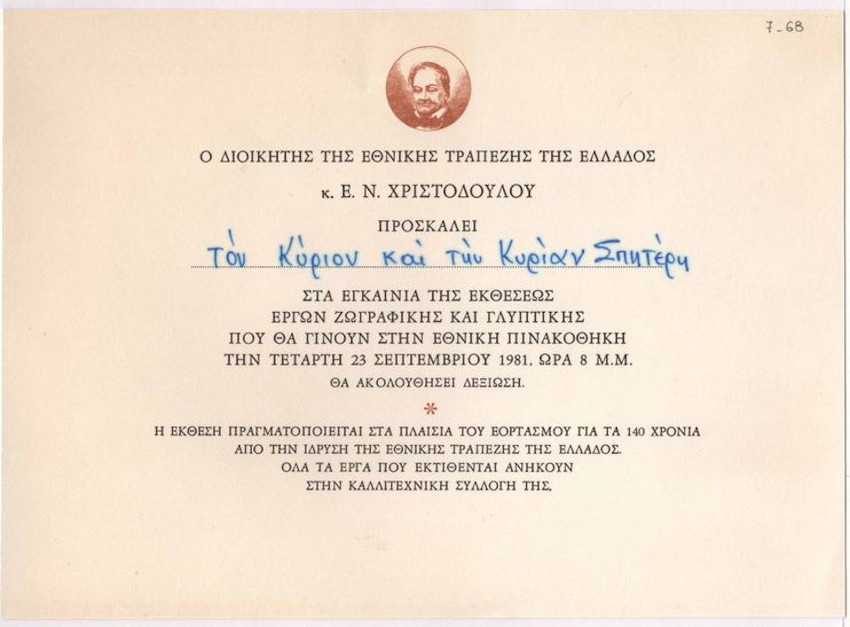 7-68
Ο ΔΙΟΙΚΗΤΗΣ ΤΗΣ ΕΘΝΙΚΗΣ ΤΡΑΠΕΖΗΣ ΤΗΣ ΕΛΛΑΔΟΣ
κ. Ε. Ν. ΧΡΙΣΤΟΔΟΥΛΟΥ
ΠΡΟΣΚΑΛΕΙ
τόν Κύριον καί τήν Κυρίαν Σπητέρη
ΣΤΑ ΕΓΚΑΙΝΙΑ ΤΗΣ ΕΚΘΕΣΕΩΣ
ΕΡΓΩΝ ΖΩΓΡΑΦΙΚΗΣ ΚΑΙ ΓΛΥΠΤΙΚΗΣ
ΠΟΥ ΘΑ ΓΙΝΟΥΝ ΣΤΗΝ ΕΘΝΙΚΗ ΠΙΝΑΚΟΘΗΚΗ
ΤΗΝ ΤΕΤΑΡΤΗ 23 ΣΕΠΤΕΜΒΡΙΟΥ 1981, ΩΡΑ 8 Μ.Μ.
ΘΑ ΑΚΟΛΟΥΘΗΣΕΙ ΔΕΞΙΩΣΗ.
*
Η ΕΚΘΕΣΗ ΠΡΑΓΜΑΤΟΠΟΙΕΙΤΑΙ ΣΤΑ ΠΛΑΙΣΙΑ ΤΟΥ ΕΟΡΤΑΣΜΟΥ ΓΙΑ ΤΑ 140 ΧΡΟΝΙΑ
ΑΠΟ ΤΗΝ ΙΔΡΥΣΗ ΤΗΣ ΕΘΝΙΚΗΣ ΤΡΑΠΕΖΗΣ ΤΗΣ ΕΛΛΑΔΟΣ.
ΟΛΑ ΤΑ ΕΡΓΑ ΠΟΥ ΕΚΤΙΘΕΝΤΑΙ ΑΝΗΚΟΥΝ
ΣΤΗΝ ΚΑΛΛΙΤΕΧΝΙΚΗ ΣΥΛΛΟΓΗ ΤΗΣ.